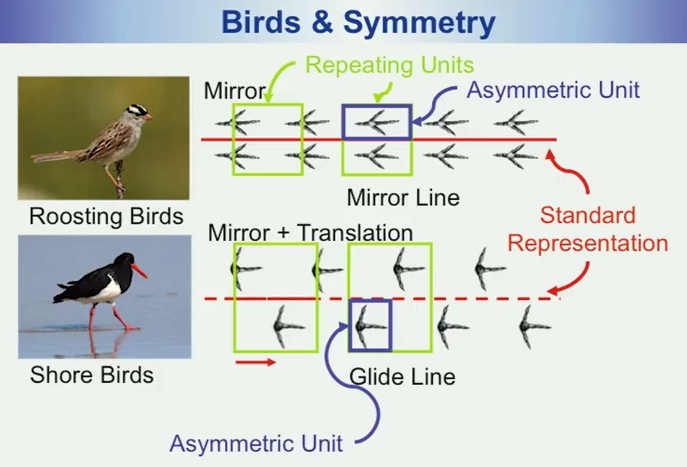 Birds & Symmetry
Repeating Units
Mirror
Asymmetric Unit
Mirror Line
Roosting Birds
Standard
Representation
Mirror + Translation
Shore Birds
Glide Line
Asymmetric Unit